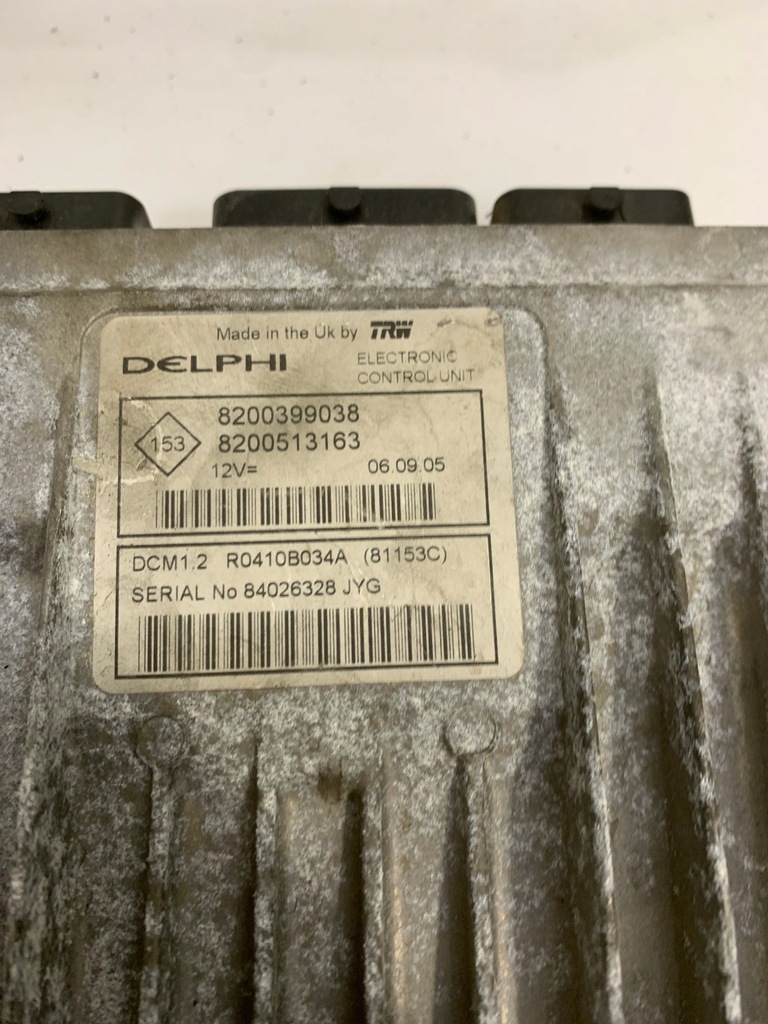 Made in the Uk by TRW
DELPHI ELECTRONIC
CONTROL UNIT
153
8200399038
8200513163
12V= 06.09.05
DCM1.2 R0410B034A (81153C)
SERIAL No 84026328 JYG